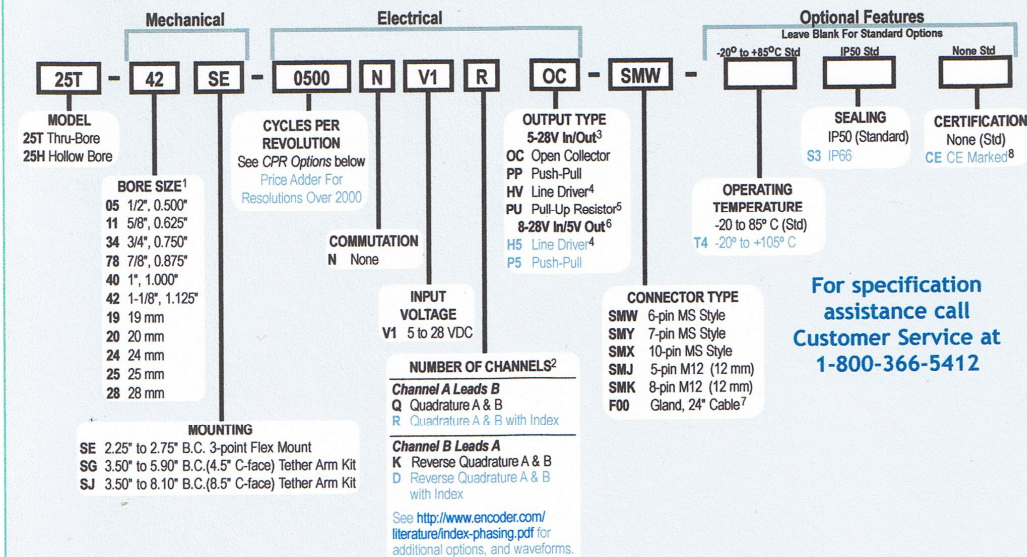 Mechanical
Electrical
Optional Features
Leave Blank For Standard Options
-20º to +85ºC Std
IP50 Std
None Std
25T - 42 SE - 0500 N V1 R OC - SMW -
MODEL
25T Thru-Bore
25H Hollow Bore
BORE SIZE¹
05 1/2", 0.500"
11 5/8", 0.625"
34 3/4", 0.750"
78 7/8", 0.875"
40 1", 1.000"
42 1-1/8", 1.125"
19 19 mm
20 20 mm
24 24 mm
25 25 mm
28 28 mm
MOUNTING
SE 2.25" to 2.75" B.C. 3-point Flex Mount
SG 3.50" to 5.90" B.C.(4.5" C-face) Tether Arm Kit
SJ 3.50" to 8.10" B.C.(8.5" C-face) Tether Arm Kit
CYCLES PER
REVOLUTION
See CPR Options below
Price Adder For
Resolutions Over 2000
COMMUTATION
N None
INPUT
VOLTAGE
V1 5 to 28 VDC
NUMBER OF CHANNELS²
Channel A Leads B
Q Quadrature A & B
R Quadrature A & B with Index
Channel B Leads A
K Reverse Quadrature A & B
D Reverse Quadrature A & B
with Index
See http://www.encoder.com/
literature/index-phasing.pdf for
additional options, and waveforms.
OUTPUT TYPE
5-28V In/Out³
OC Open Collector
PP Push-Pull
HV Line Driver⁴
PU Pull-Up Resistor⁵
8-28V In/5V Out⁶
H5 Line Driver⁴
P5 Push-Pull
CONNECTOR TYPE
SMW 6-pin MS Style
SMY 7-pin MS Style
SMX 10-pin MS Style
SMJ 5-pin M12 (12 mm)
SMK 8-pin M12 (12 mm)
F00 Gland, 24" Cable⁷
OPERATING
TEMPERATURE
-20 to 85º C (Std)
T4 -20º to +105º C
SEALING
IP50 (Standard)
S3 IP66
CERTIFICATION
None (Std)
CE CE Marked⁸
For specification
assistance call
Customer Service at
1-800-366-5412